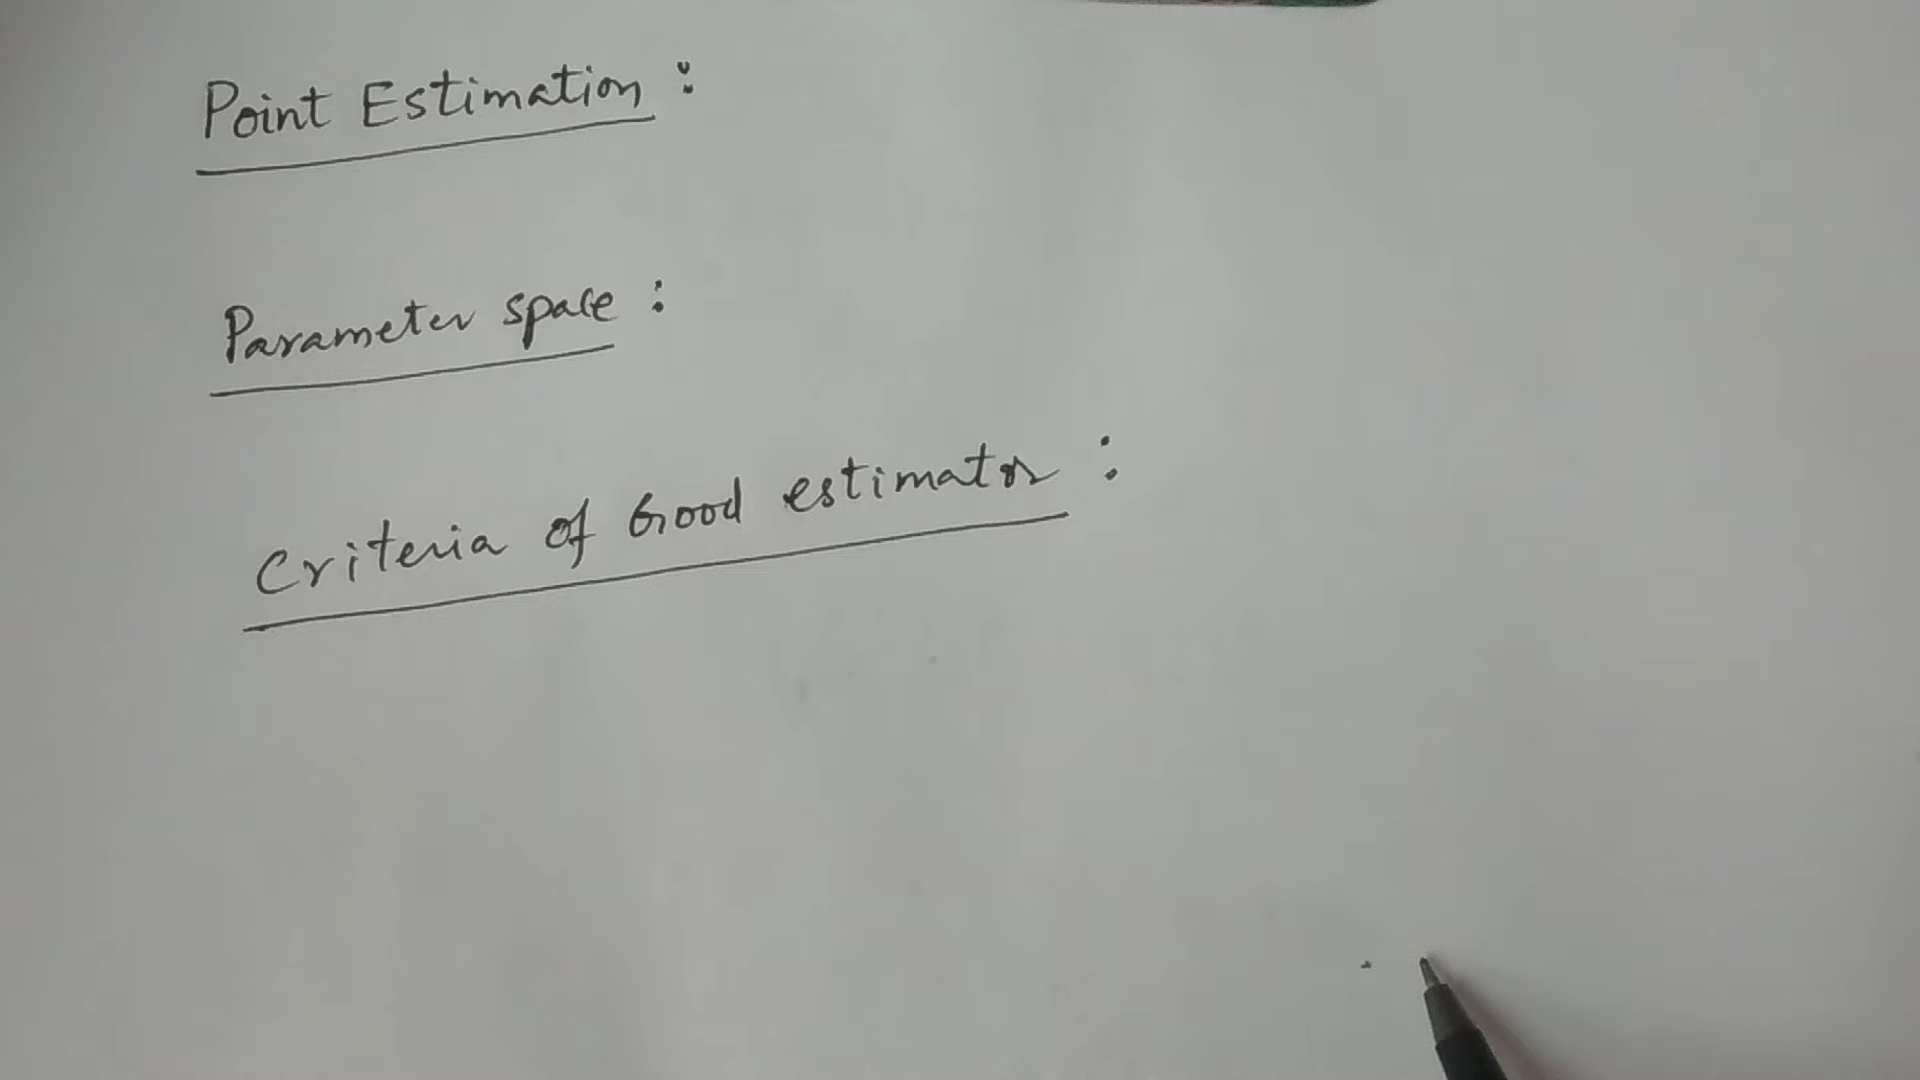 Point Estimation :
Parameter space :
Criteria of Good estimator :